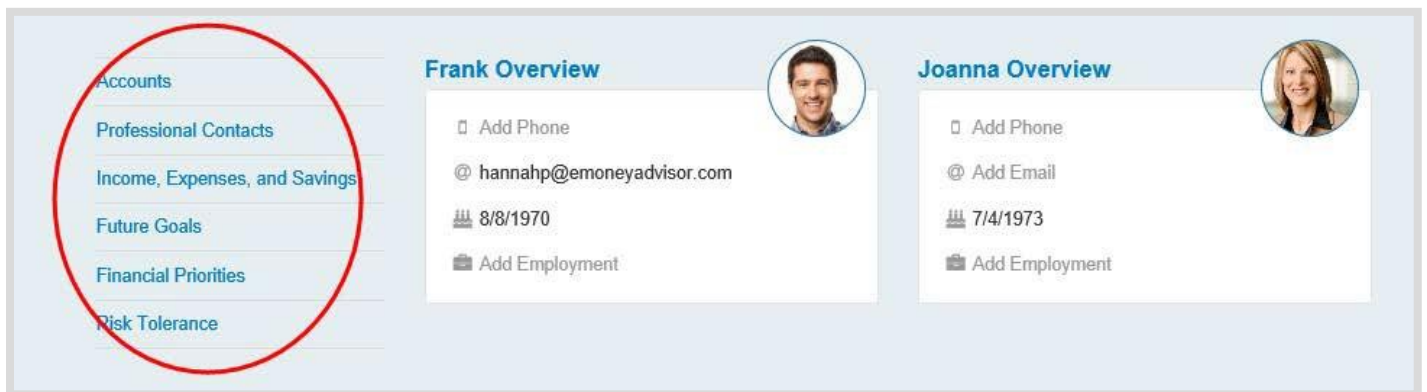 Accounts
Professional Contacts
Income, Expenses, and Savings
Future Goals
Financial Priorities
Risk Tolerance
Frank Overview
Add Phone
@ hannahp@emoneyadvisor.com
8/8/1970
Add Employment
Joanna Overview
Add Phone
@ Add Email
7/4/1973
Add Employment